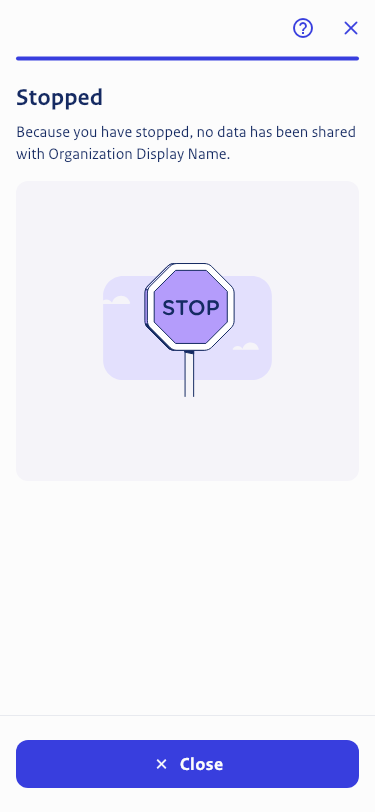 Stopped
Because you have stopped, no data has been shared
with Organization Display Name.
STOP
Close